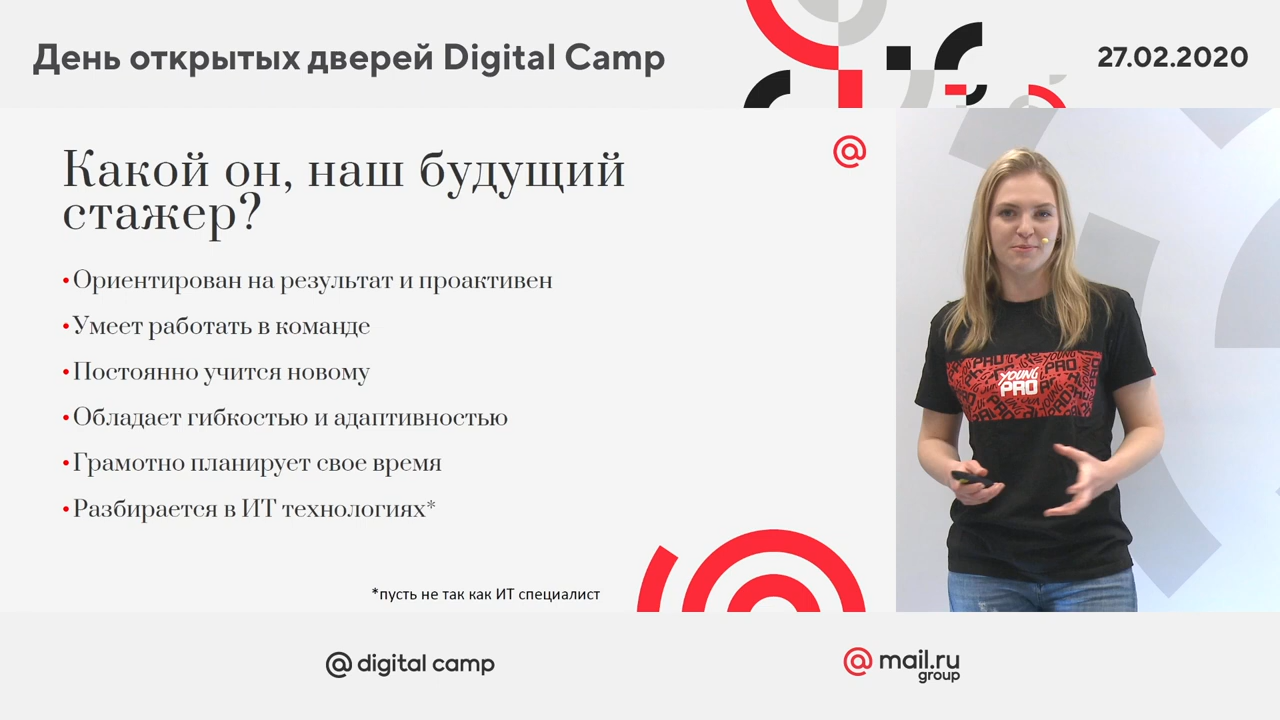 День открытых дверей Digital Camp
27.02.2020
Какой он, наш будущий
стажер?
•Ориентирован на результат и проактивен
•Умеет работать в команде
•Постоянно учится новому
•Обладает гибкостью и адаптивностью
•Грамотно планирует свое время
•Разбирается в ИТ технологиях*
*пусть не так как ИТ специалист
YOUNG
PRO
@ digital camp
@ mail.ru
group